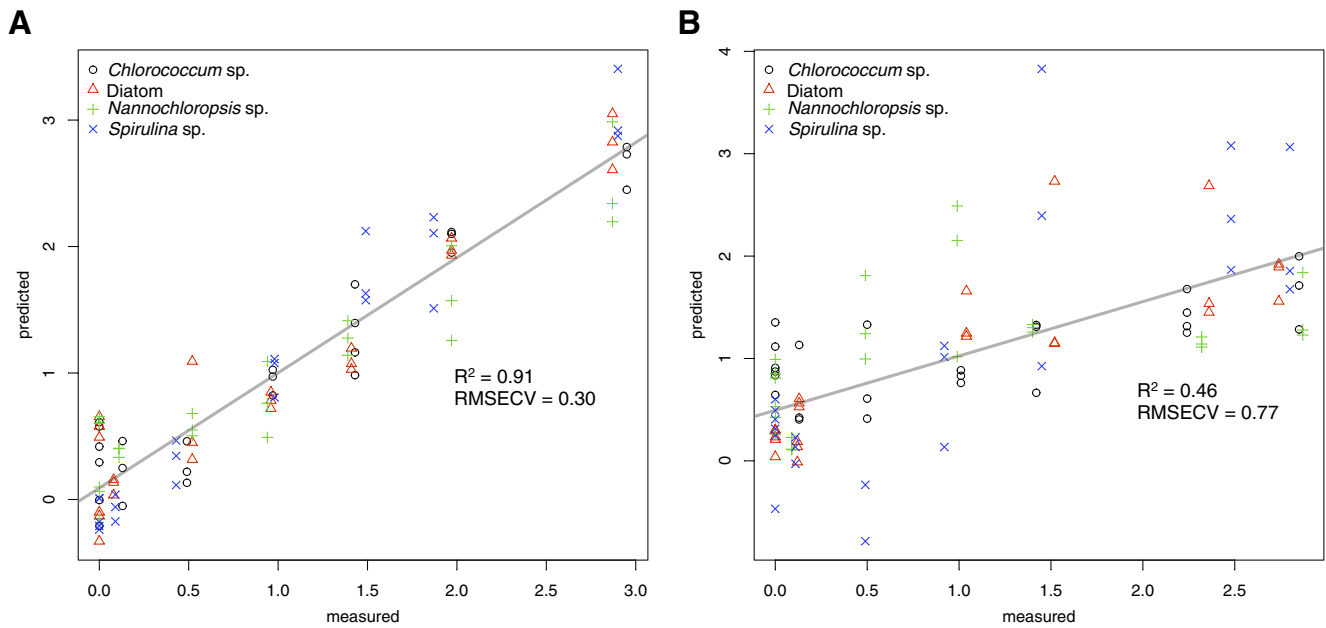 A
Chlorococcum sp.
Diatom
Nannochloropsis sp.
Spirulina sp.
predicted
3
2
1
0
R² = 0.91
RMSECV = 0.30
0.0 0.5 1.0 1.5 2.0 2.5 3.0
measured
B
Chlorococcum sp.
Diatom
Nannochloropsis sp.
Spirulina sp.
predicted
4
3
2
1
0
R² = 0.46
RMSECV = 0.77
0.0 0.5 1.0 1.5 2.0 2.5
measured